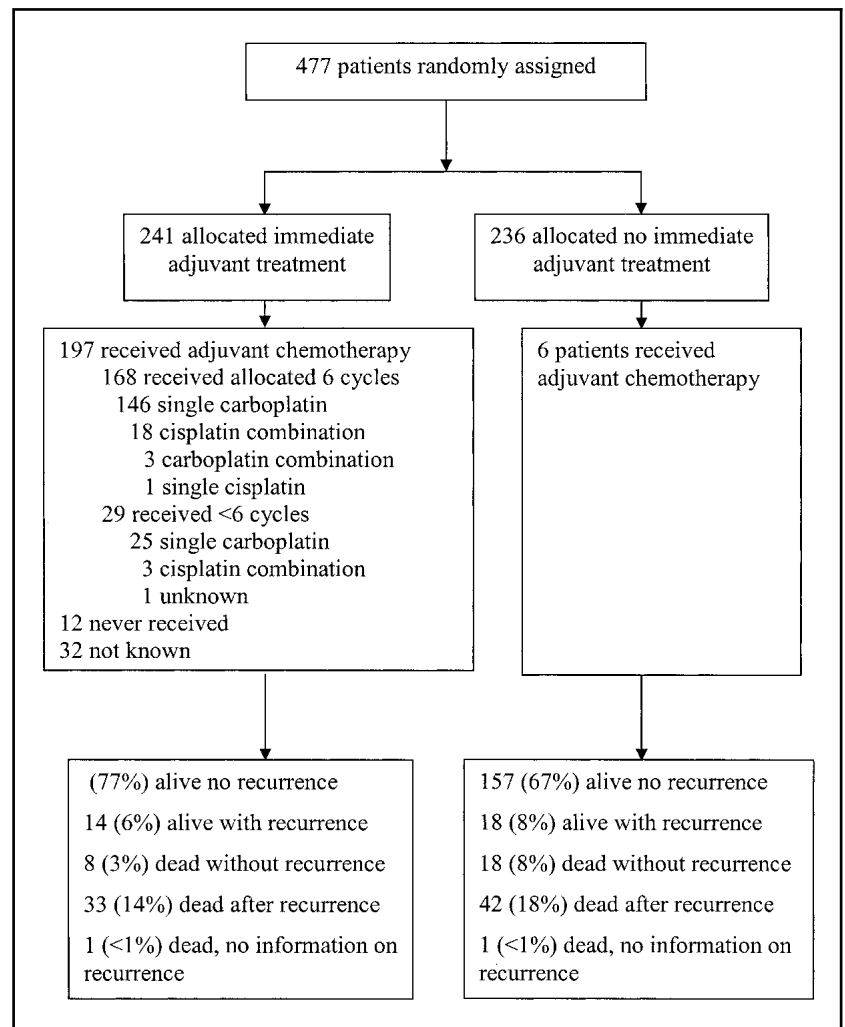 477 patients randomly assigned
241 allocated immediate
adjuvant treatment
236 allocated no immediate
adjuvant treatment
197 received adjuvant chemotherapy
168 received allocated 6 cycles
146 single carboplatin
18 cisplatin combination
3 carboplatin combination
1 single cisplatin
29 received <6 cycles
25 single carboplatin
3 cisplatin combination
1 unknown
12 never received
32 not known
6 patients received
adjuvant chemotherapy
(77%) alive no recurrence
14 (6%) alive with recurrence
8 (3%) dead without recurrence
33 (14%) dead after recurrence
1 (<1%) dead, no information on
recurrence
157 (67%) alive no recurrence
18 (8%) alive with recurrence
18 (8%) dead without recurrence
42 (18%) dead after recurrence
1 (<1%) dead, no information on
recurrence